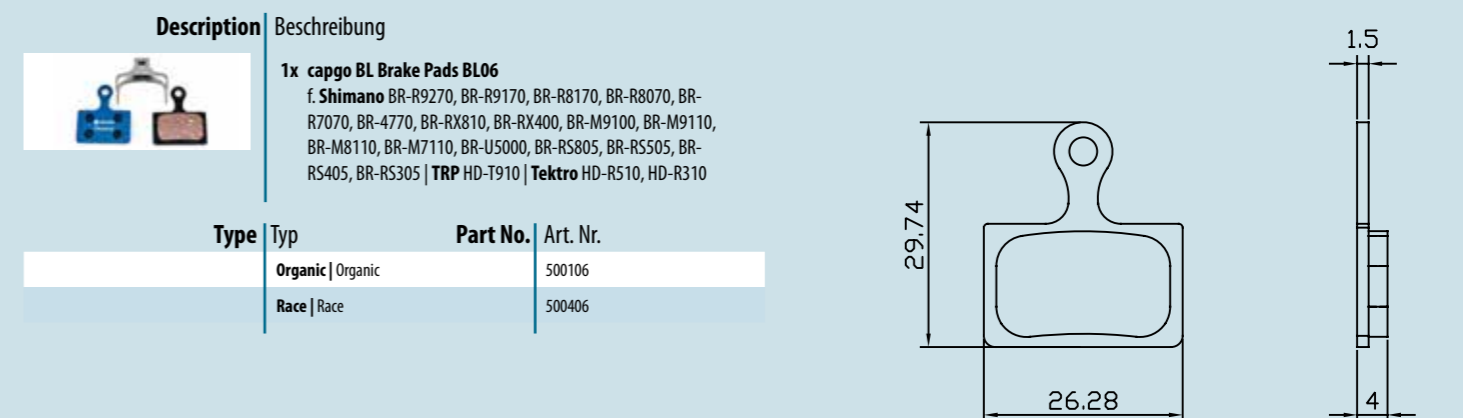 Description | Beschreibung
1x capgo BL Brake Pads BL06
f. Shimano BR-R9270, BR-R9170, BR-R8170, BR-R8070, BR-
R7070, BR-4770, BR-RX810, BR-RX400, BR-M9100, BR-M9110,
BR-M8110, BR-M7110, BR-U5000, BR-RS805, BR-RS505, BR-
RS405, BR-RS305 | TRP HD-T910 | Tektro HD-R510, HD-R310
Type | Typ Part No. | Art. Nr.
Organic | Organic 500106
Race | Race 500406
29.74
26.28
1.5
4